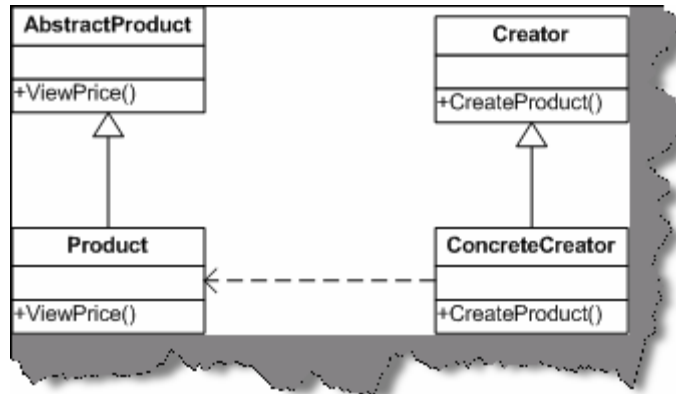 AbstractProduct
+ViewPrice()
Creator
+CreateProduct()
Product
+ViewPrice()
ConcreteCreator
+CreateProduct()